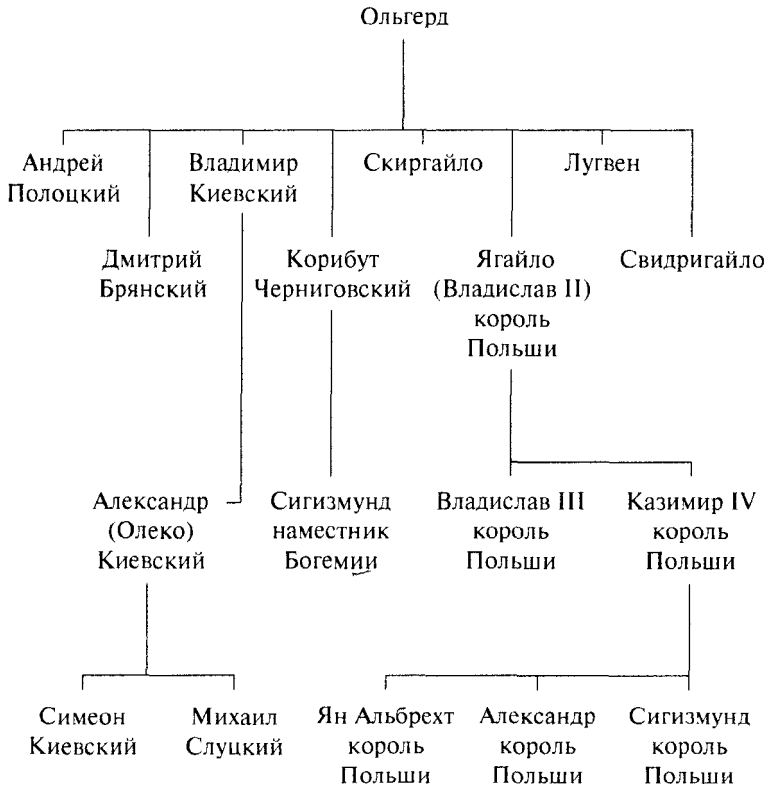 Ольгерд
Андрей
Полоцкий
Владимир
Киевский
Скиргайло
Лугвен
Дмитрий
Брянский
Корибут
Черниговский
Ягайло
(Владислав II)
король
Польши
Свидригайло
Александр
(Олеко)
Киевский
Сигизмунд
наместник
Богемии
Владислав III
король
Польши
Казимир IV
король
Польши
Симеон
Киевский
Михаил
Слуцкий
Ян Альбрехт
король
Польши
Александр
король
Польши
Сигизмунд
король
Польши